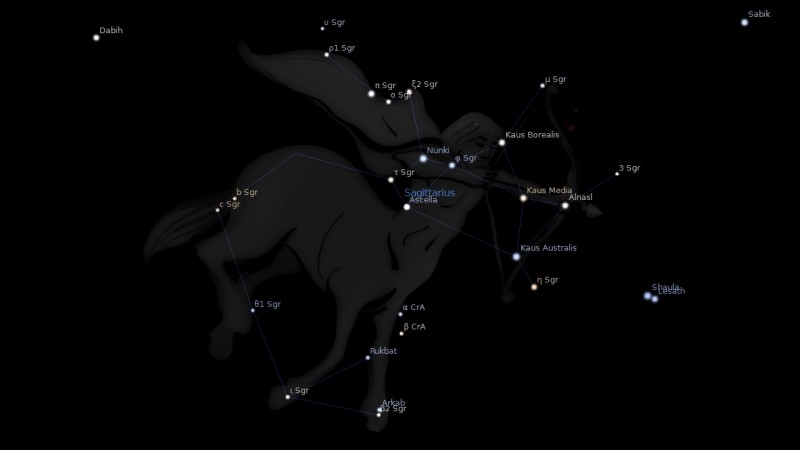 Sabik
υ Sgr
Dabih
ρ1 Sgr
μ Sgr
π Sgr
ξ2 Sgr
ο Sgr
Kaus Borealis
Nunki
φ Sgr
τ Sgr
3 Sgr
b Sgr
Sagittarius
Kaus Media
Ascella
Alnasl
c Sgr
Kaus Australis
η Sgr
Shaula
Lesath
θ1 Sgr
α CrA
β CrA
Rukbat
ι Sgr
Arkab
β2 Sgr